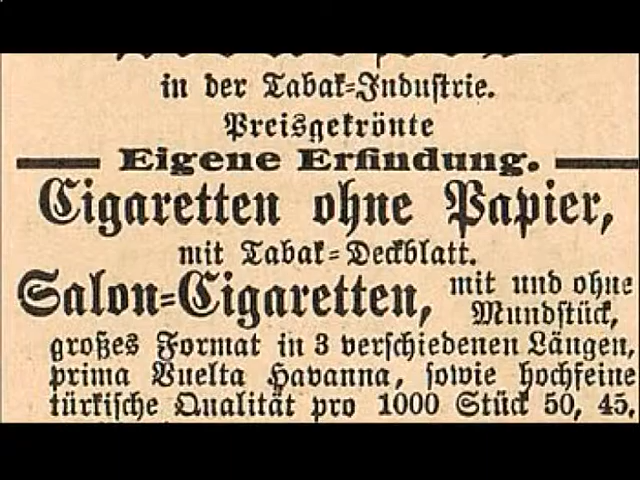 in der Tabak-Industrie.
Preisgekrönte
Eigene Erfindung.
Cigaretten ohne Papier,
mit Tabak-Deckblatt.
Salon-Cigaretten, mit und ohne
Mundstück,
großes Format in 3 verschiedenen Längen,
prima Vuelta Havanna, sowie hochfeine
türkische Qualität pro 1000 Stück 50, 45,